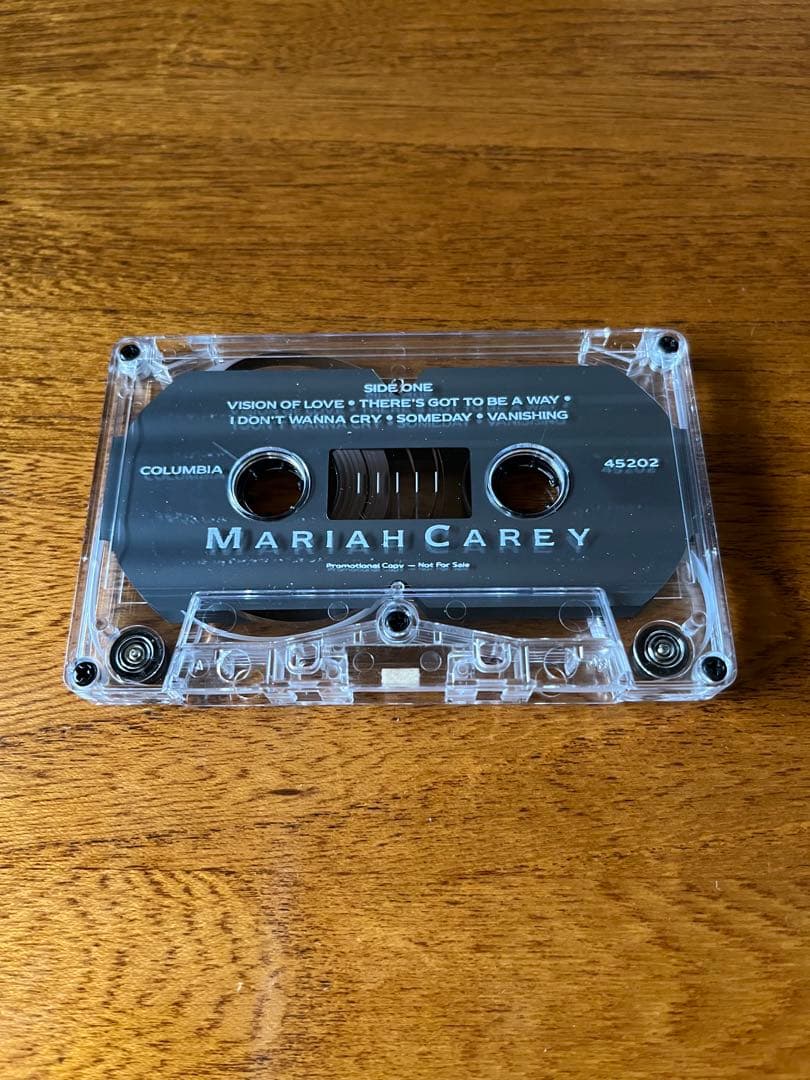 SIDE ONE
VISION OF LOVE • THERE'S GOT TO BE A WAY •
I DON'T WANNA CRY • SOMEDAY • VANISHING
COLUMBIA
45202
MARIAH CAREY
Promotional Copy — Not For Sale
A